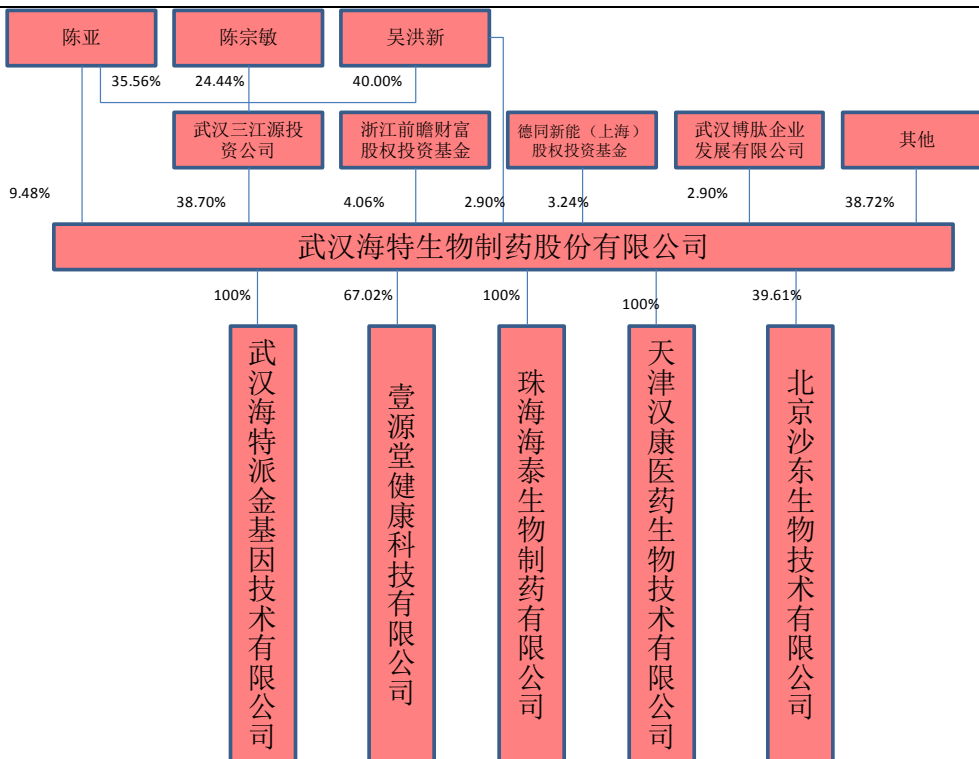 陈亚
陈宗敏
吴洪新
35.56%
24.44%
40.00%
武汉三江源投
资公司
浙江前瞻财富
股权投资基金
德同新能（上海）
股权投资基金
武汉博肽企业
发展有限公司
其他
9.48%
38.70%
4.06%
2.90%
3.24%
2.90%
38.72%
武汉海特生物制药股份有限公司
100%
67.02%
100%
100%
39.61%
武汉海特派金基因技术有限公司
壹源堂健康科技有限公司
珠海海泰生物制药有限公司
天津汉康医药生物技术有限公司
北京沙东生物技术有限公司